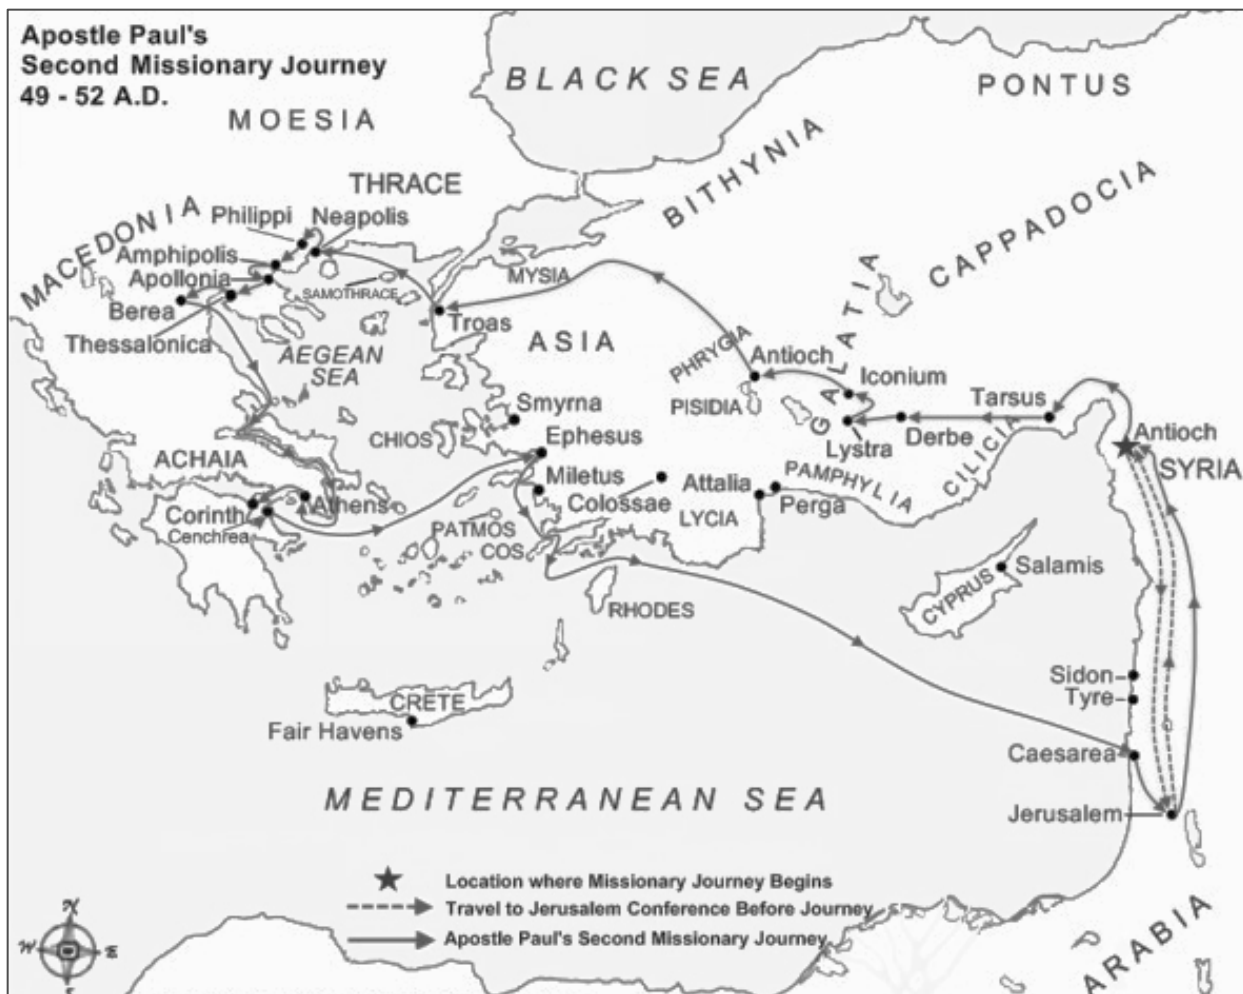 Apostle Paul's
Second Missionary Journey
49 - 52 A.D.
BLACK SEA
PONTUS
MOESIA
BITHYNIA
THRACE
CAPPADOCIA
MACEDONIA
Philippi
Neapolis
Amphipolis
Apollonia
MYSIA
SAMOTHRACE
Berea
Troas
Thessalonica
ASIA
GALATIA
AEGEAN
SEA
PHRYGIA
Antioch
Iconium
Tarsus
PISIDIA
Smyrna
CHIOS
Ephesus
Lystra
Derbe
CILICIA
Antioch
SYRIA
ACHAIA
Miletus
Colossae
Attalia
PAMPHYLIA
Perga
Athens
Corinth
Cenchrea
PATMOS
COS
LYCIA
Salamis
CYPRUS
RHODES
Sidon
Tyre
CRETE
Fair Havens
Caesarea
MEDITERRANEAN SEA
Jerusalem
Location where Missionary Journey Begins
Travel to Jerusalem Conference Before Journey
Apostle Paul's Second Missionary Journey
ARABIA
N
W
E
S